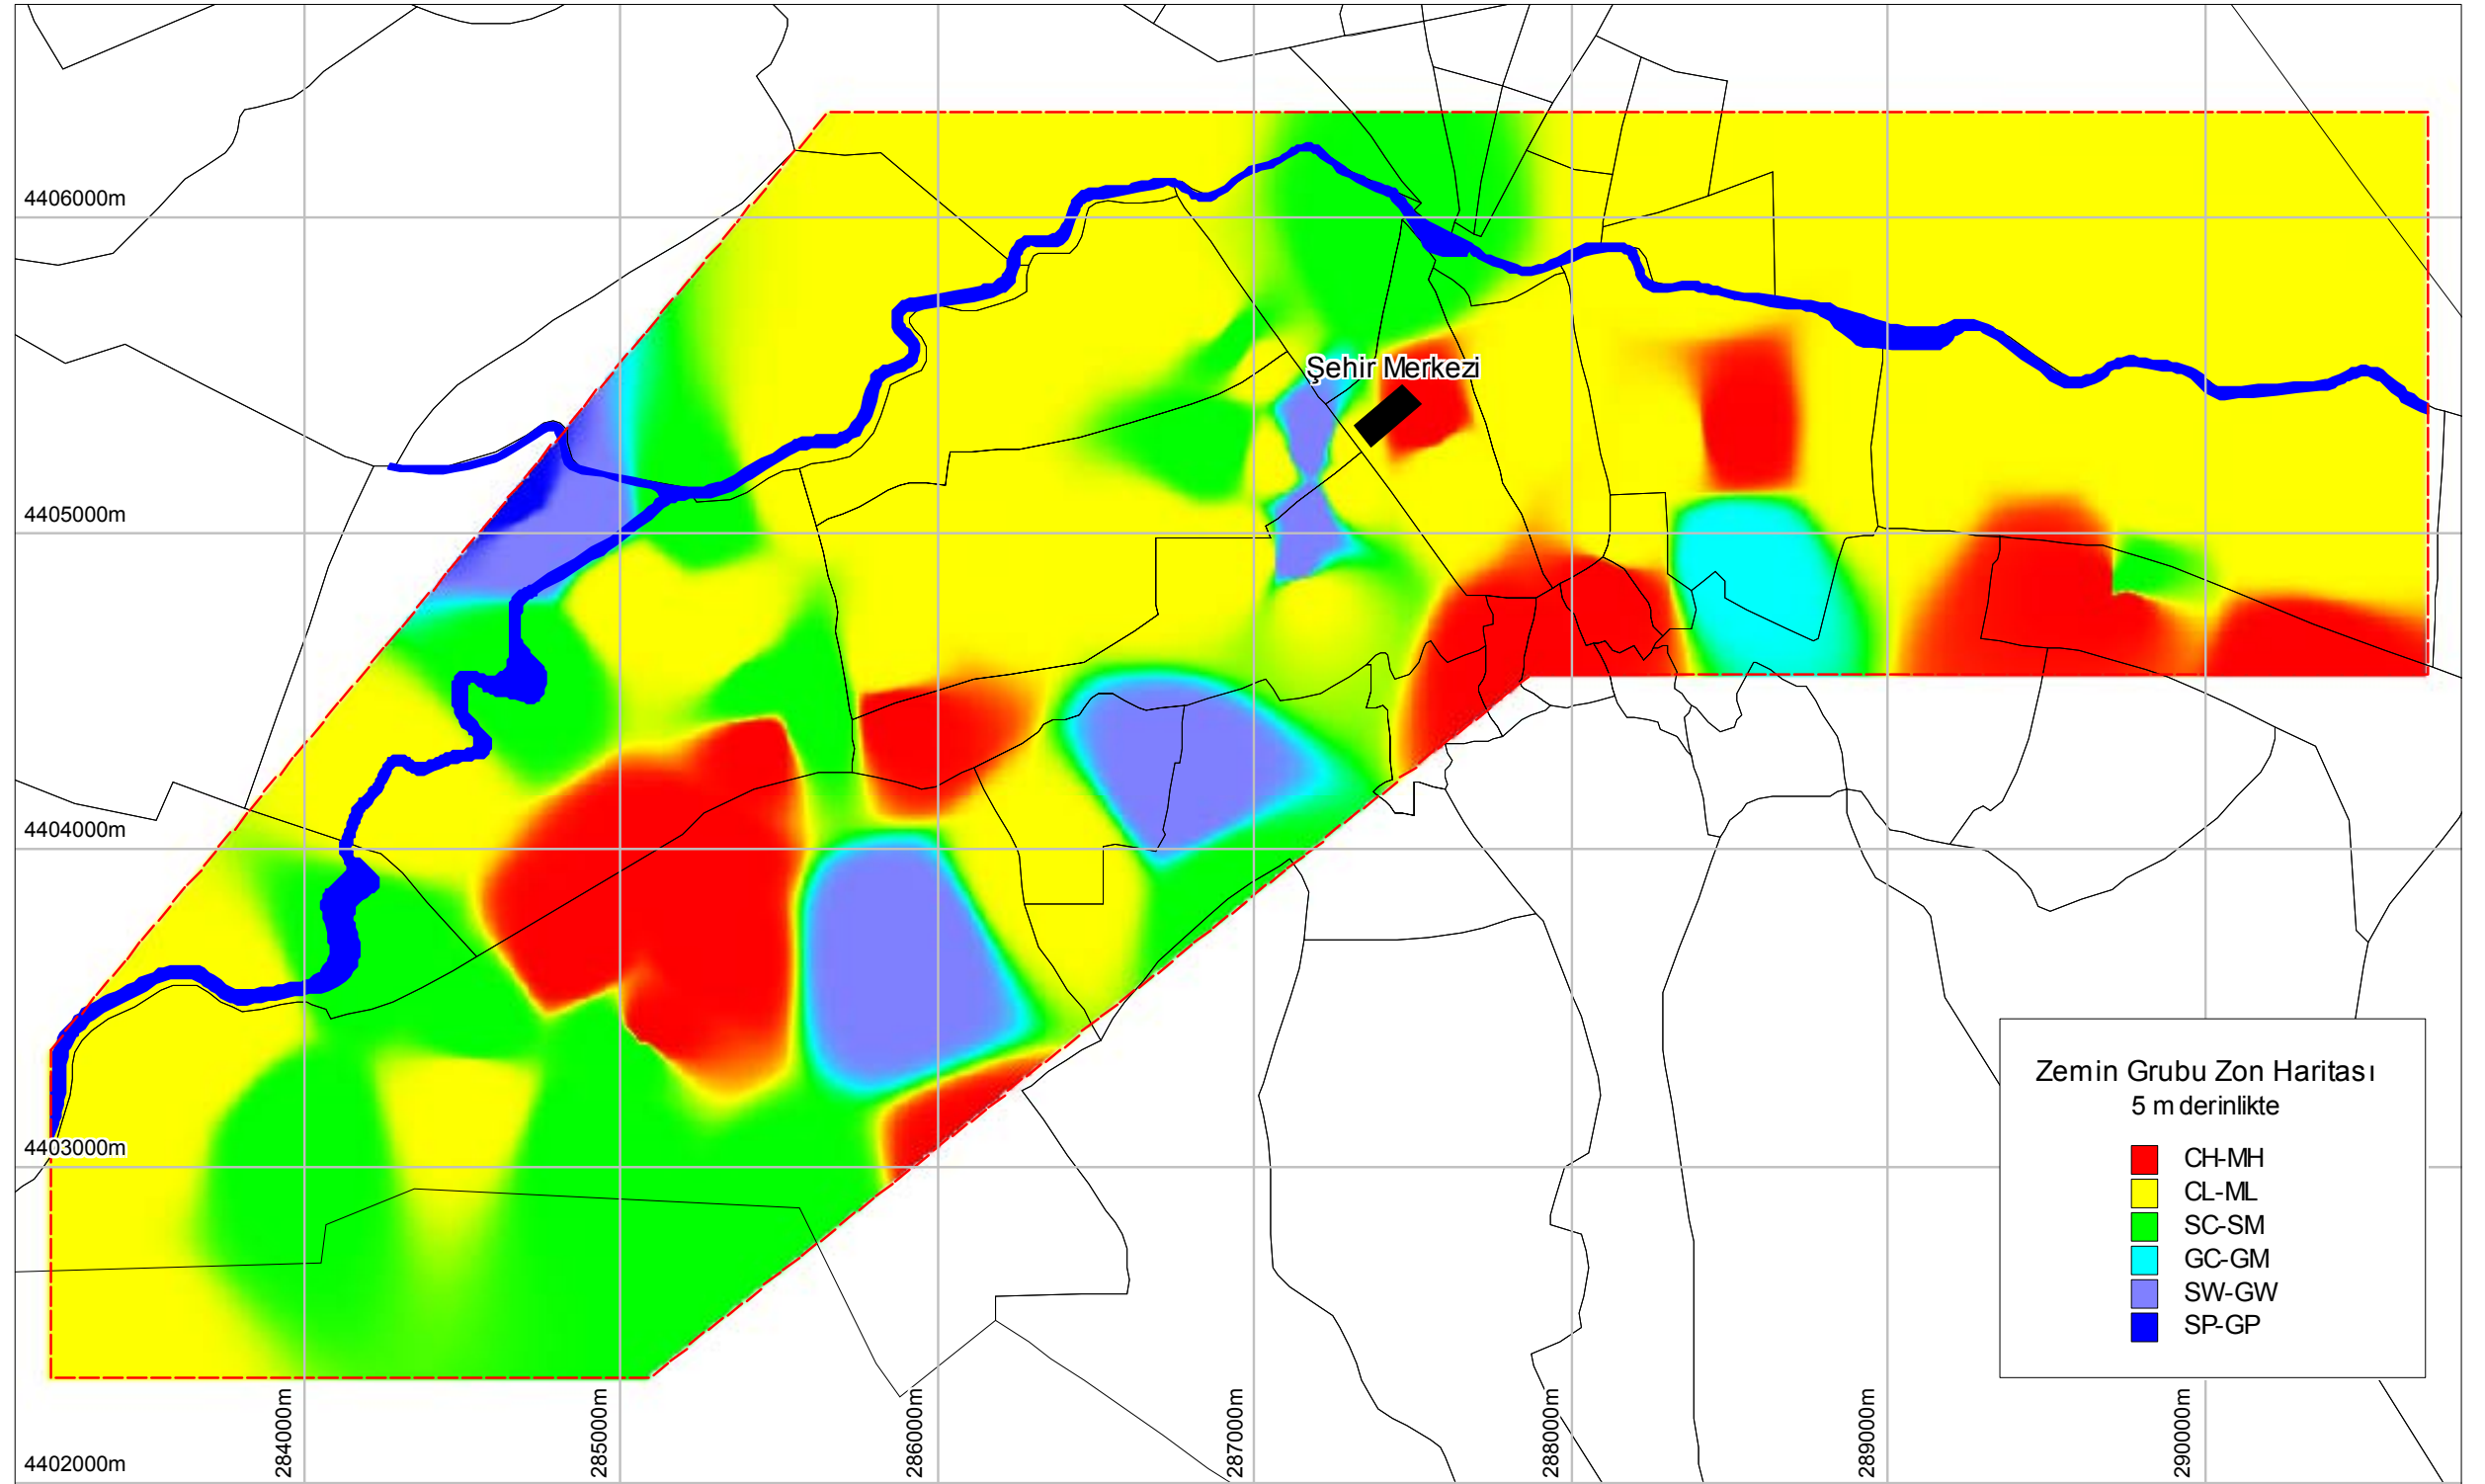 4406000m
Şehir Merkezi
4405000m
4404000m
4403000m
4402000m
284000m
285000m
286000m
287000m
288000m
289000m
290000m
Zemin Grubu Zon Haritası
5 m derinlikte
CH-MH
CL-ML
SC-SM
GC-GM
SW-GW
SP-GP